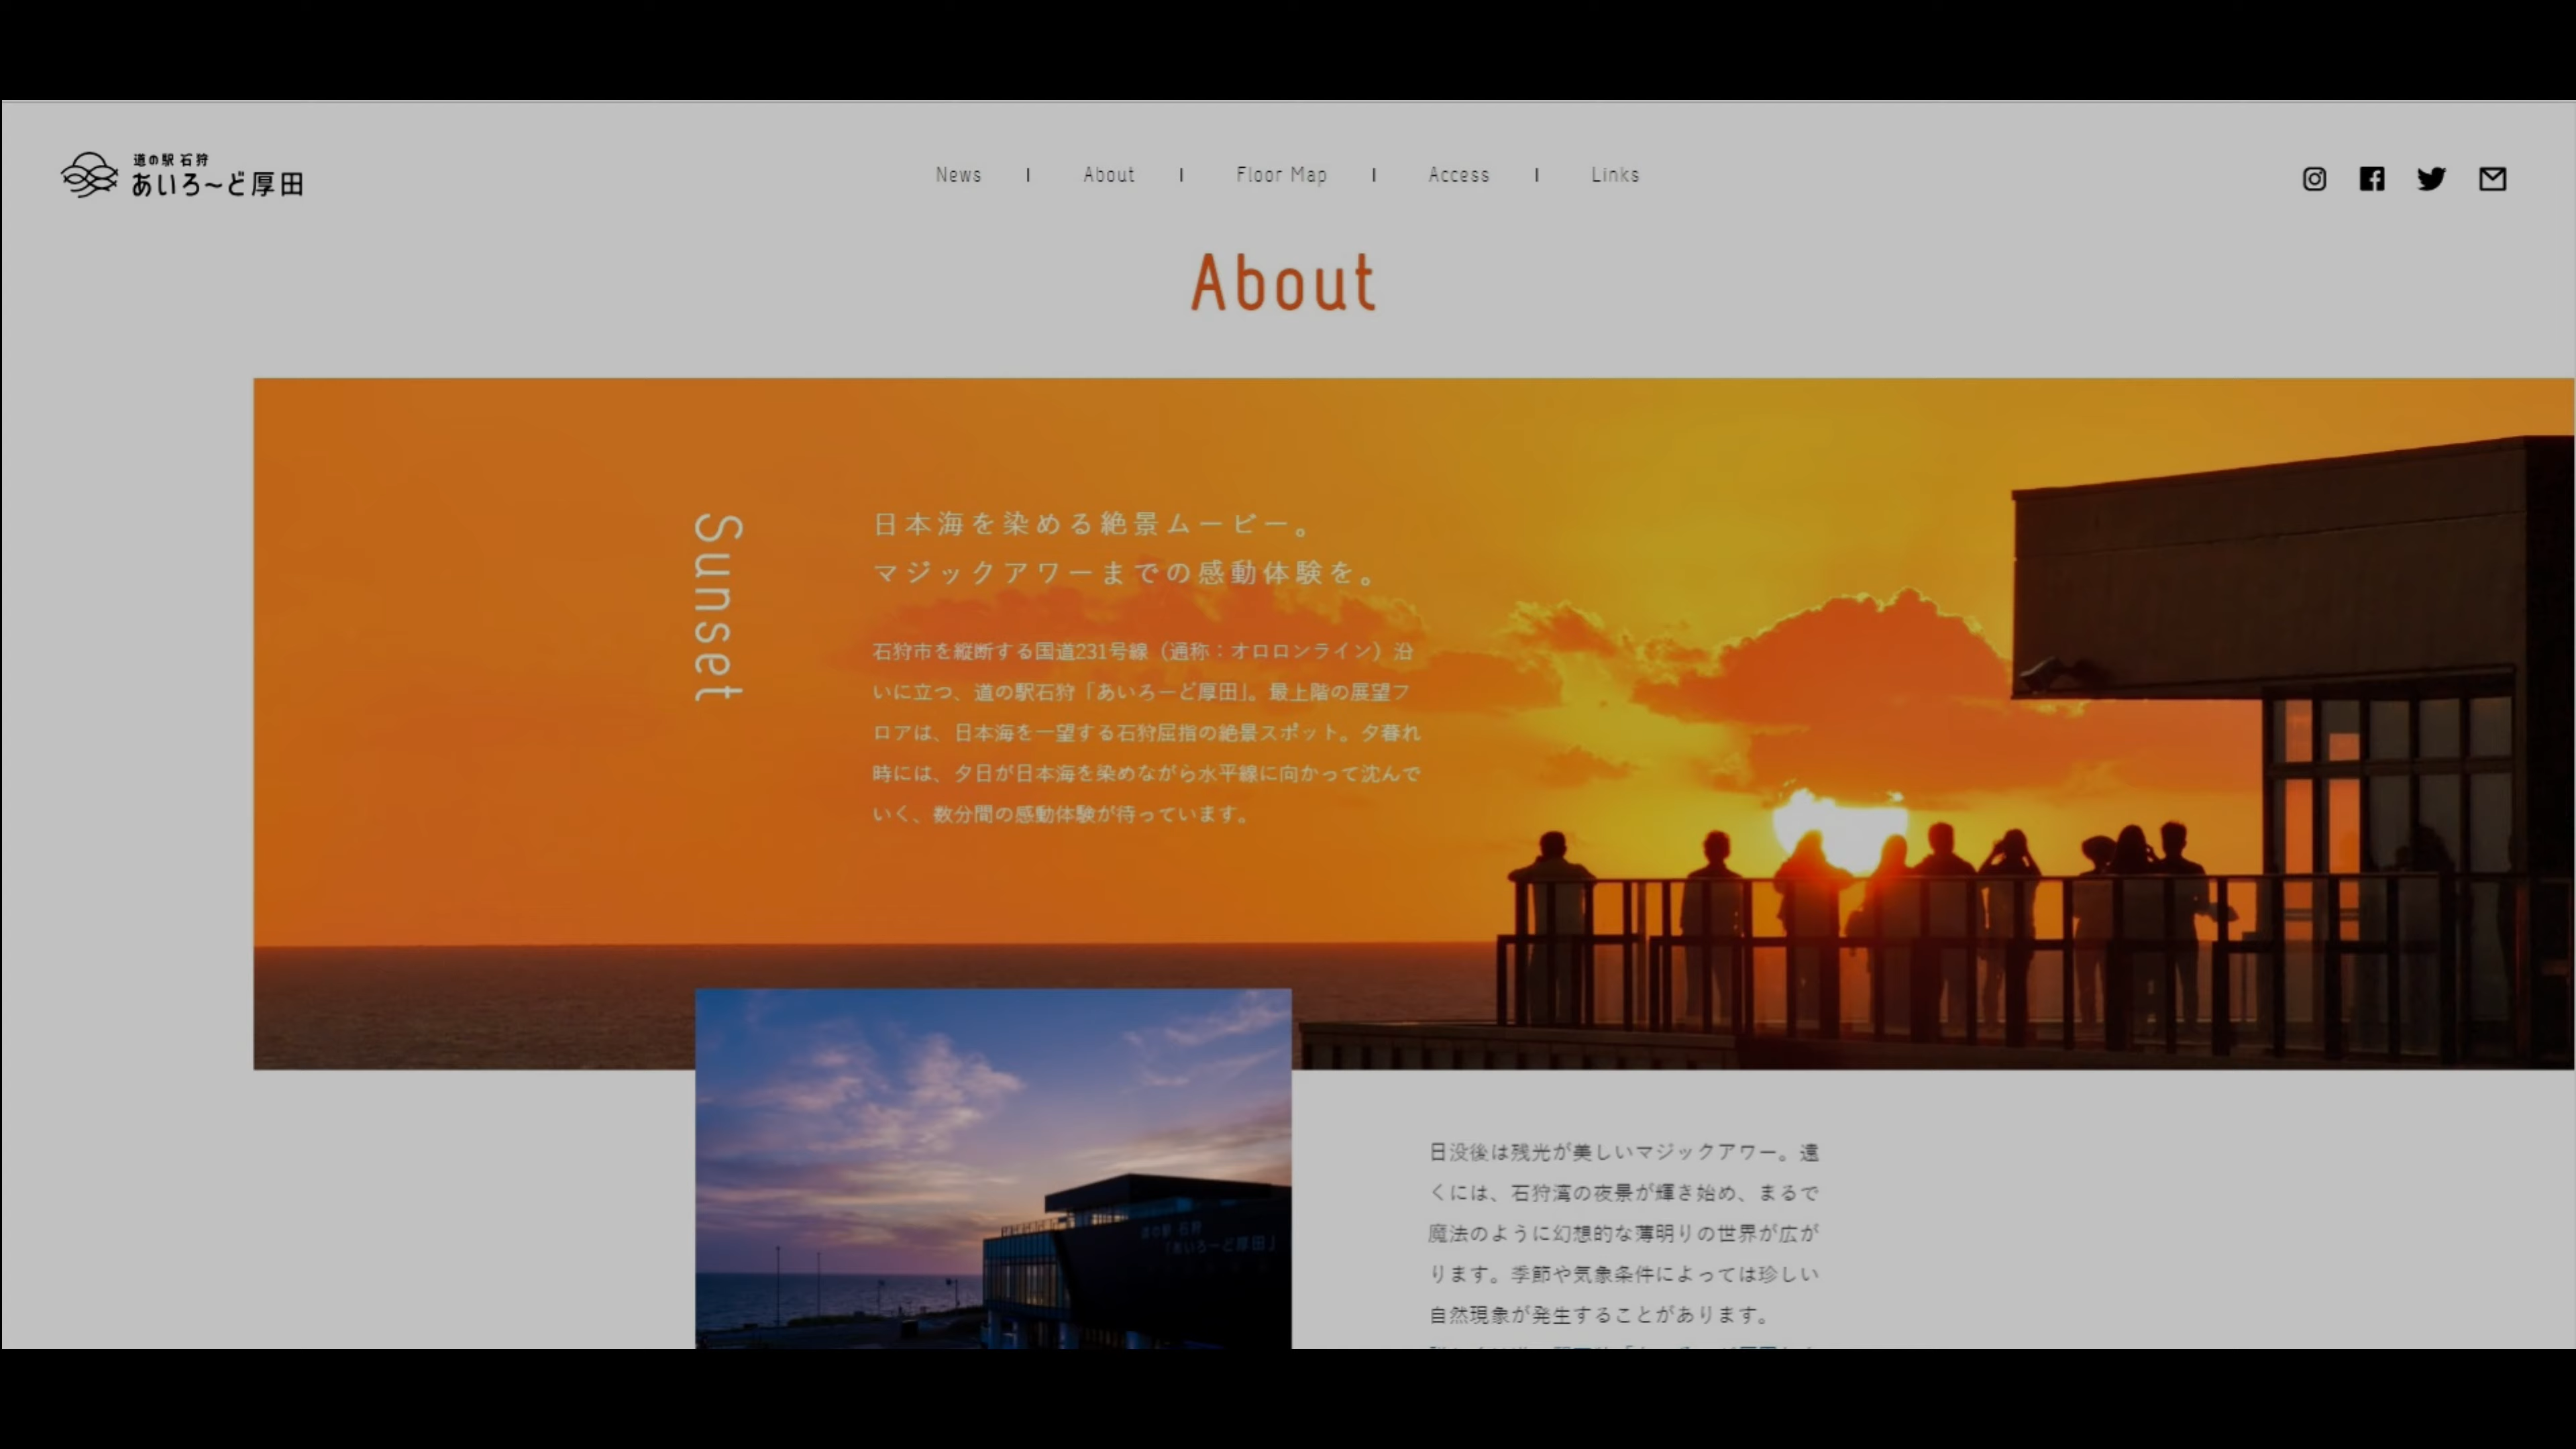 道の駅 石狩
あいろ〜ど厚田
News
About
Floor Map
Access
Links
About
Sunset
日本海を染める絶景ムービー。
マジックアワーまでの感動体験を。
石狩市を縦断する国道231号線（通称：オロロンライン）沿
いに立つ、道の駅石狩「あいろーど厚田」。最上階の展望フ
ロアは、日本海を一望する石狩屈指の絶景スポット。夕暮れ
時には、夕日が日本海を染めながら水平線に向かって沈んで
いく、数分間の感動体験が待っています。
道の駅 石狩
「あいろーど厚田」
日没後は残光が美しいマジックアワー。遠
くには、石狩湾の夜景が輝き始め、まるで
魔法のように幻想的な薄明りの世界が広が
ります。季節や気象条件によっては珍しい
自然現象が発生することがあります。